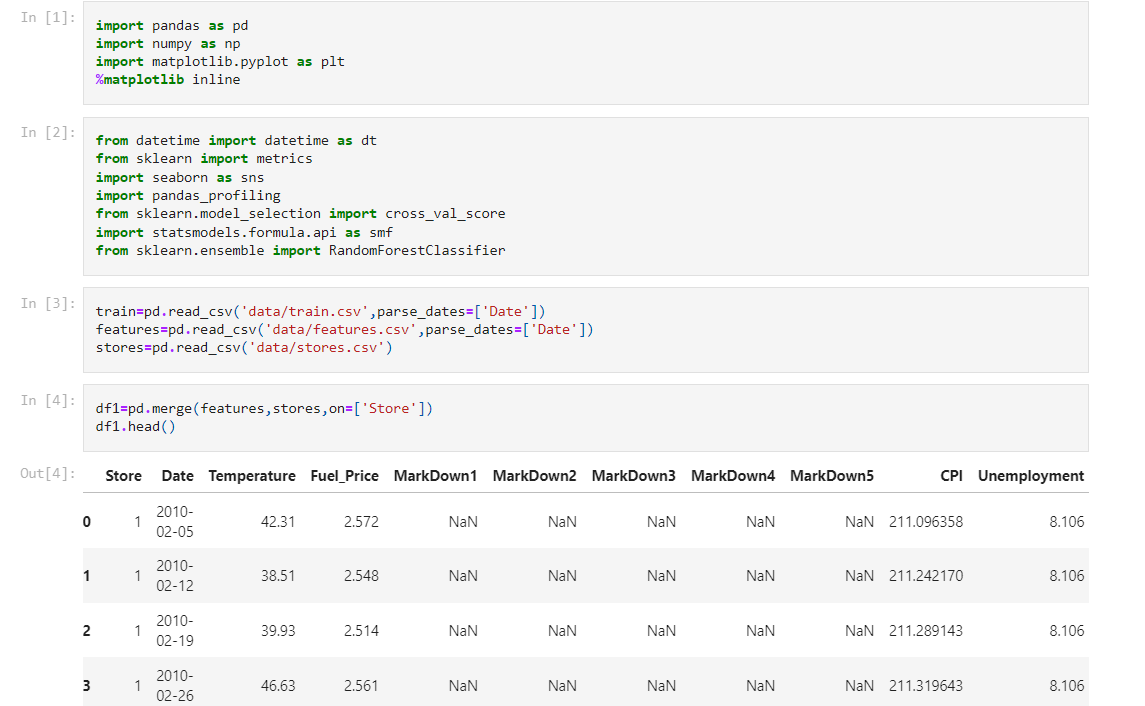 In [1]:
import pandas as pd
import numpy as np
import matplotlib.pyplot as plt
%matplotlib inline
In [2]:
from datetime import datetime as dt
from sklearn import metrics
import seaborn as sns
import pandas_profiling
from sklearn.model_selection import cross_val_score
import statsmodels.formula.api as smf
from sklearn.ensemble import RandomForestClassifier
In [3]:
train=pd.read_csv('data/train.csv',parse_dates=['Date'])
features=pd.read_csv('data/features.csv',parse_dates=['Date'])
stores=pd.read_csv('data/stores.csv')
In [4]:
df1=pd.merge(features,stores,on=['Store'])
df1.head()
Out[4]:
Store Date Temperature Fuel_Price MarkDown1 MarkDown2 MarkDown3 MarkDown4 MarkDown5 CPI Unemployment
0 1 2010-02-05 42.31 2.572 NaN NaN NaN NaN NaN 211.096358 8.106
1 1 2010-02-12 38.51 2.548 NaN NaN NaN NaN NaN 211.242170 8.106
2 1 2010-02-19 39.93 2.514 NaN NaN NaN NaN NaN 211.289143 8.106
3 1 2010-02-26 46.63 2.561 NaN NaN NaN NaN NaN 211.319643 8.106